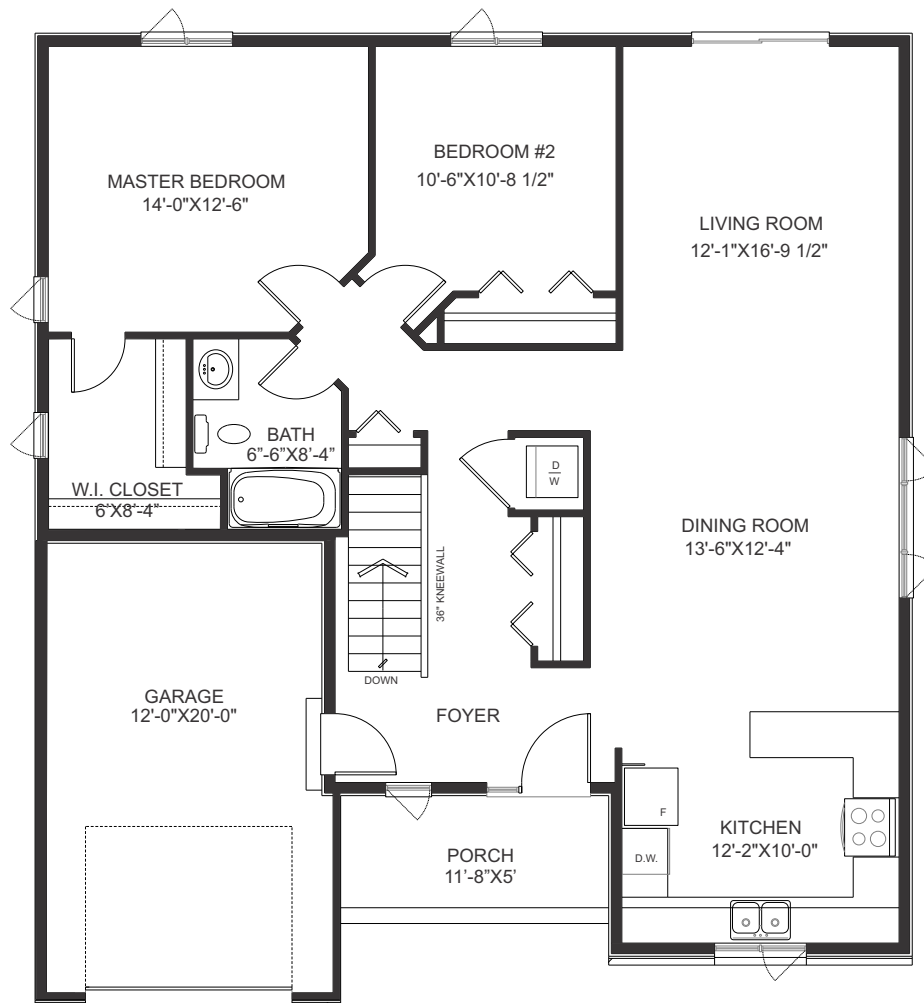 BEDROOM #2
10'-6"X10'-8 1/2"
MASTER BEDROOM
14'-0"X12'-6"
LIVING ROOM
12'-1"X16'-9 1/2"
BATH
6”-6”X8’-4”
D
W
W.I. CLOSET
6’X8’-4”
DINING ROOM
13'-6"X12'-4"
36" KNEEWALL
DOWN
GARAGE
12'-0"X20'-0"
FOYER
F
KITCHEN
12'-2"X10'-0"
D.W.
PORCH
11’-8”X5’